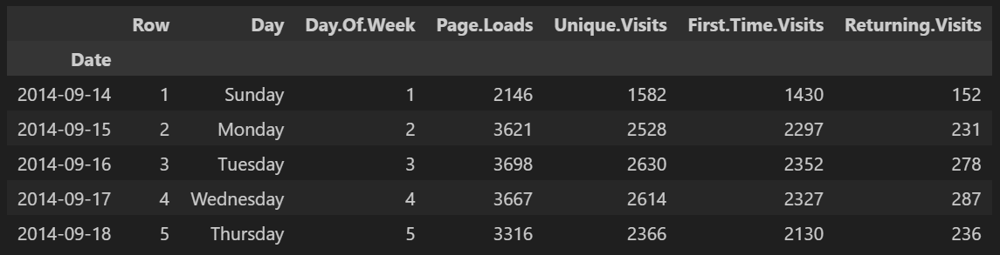 Row Day Day.Of.Week Page.Loads Unique.Visits First.Time.Visits Returning.Visits
Date
2014-09-14 1 Sunday 1 2146 1582 1430 152
2014-09-15 2 Monday 2 3621 2528 2297 231
2014-09-16 3 Tuesday 3 3698 2630 2352 278
2014-09-17 4 Wednesday 4 3667 2614 2327 287
2014-09-18 5 Thursday 5 3316 2366 2130 236